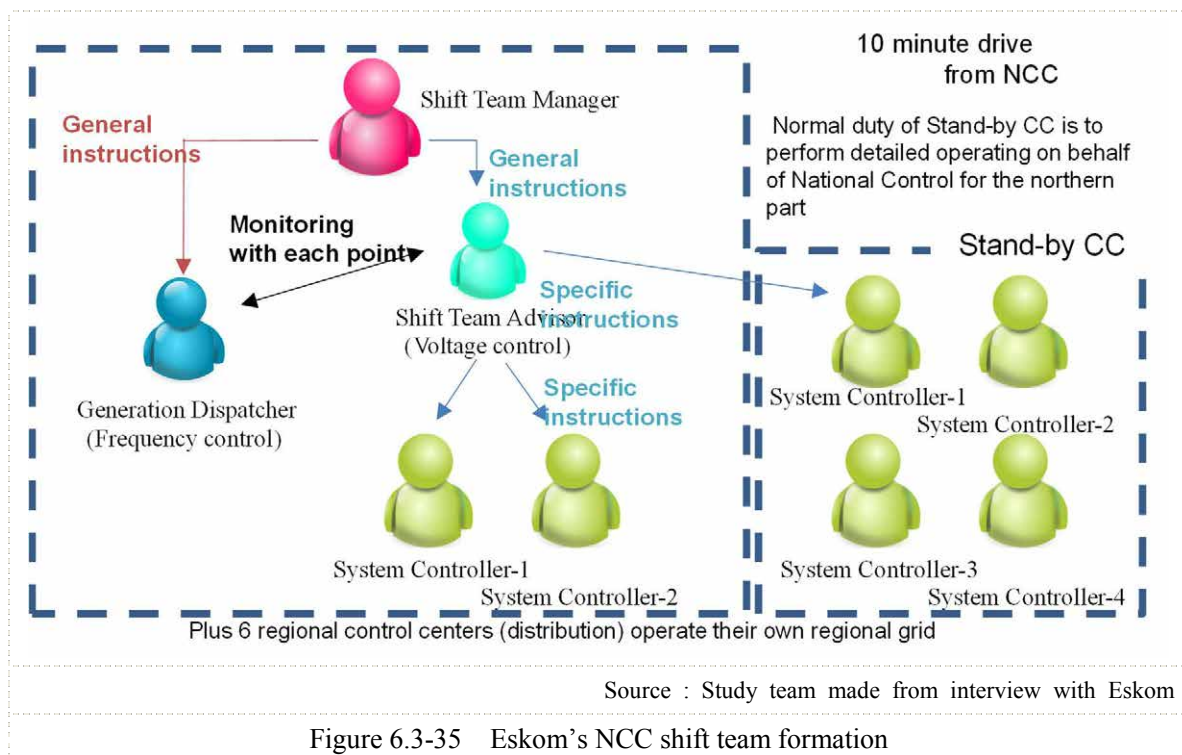 10 minute drive
from NCC
Shift Team Manager
General
instructions
General
instructions
Normal duty of Stand-by CC is to
perform detailed operating on behalf
of National Control for the northern
part
Monitoring
with each point
Stand-by CC
Specific
instructions
Shift Team Advisor
(Voltage control)
Specific
instructions
Generation Dispatcher
(Frequency control)
System Controller-1
System Controller-2
System Controller-1
System Controller-2
System Controller-3
System Controller-4
Plus 6 regional control centers (distribution) operate their own regional grid
Source : Study team made from interview with Eskom
Figure 6.3-35 Eskom's NCC shift team formation